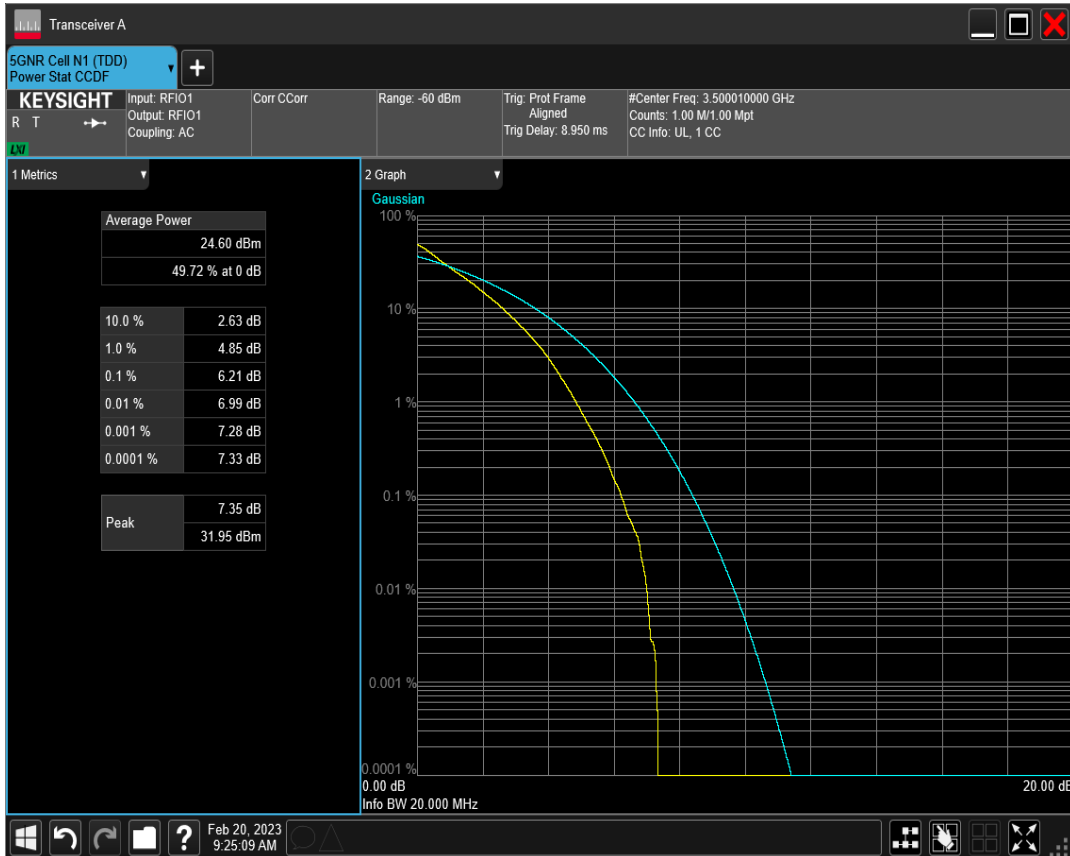 Transceiver A
5GNR Cell N1 (TDD)
Power Stat CCDF
+
KEYSIGHT
R T
LXI
Input: RFIO1
Output: RFIO1
Coupling: AC
Corr CCorr
Range: -60 dBm
Trig: Prot Frame
Aligned
Trig Delay: 8.950 ms
#Center Freq: 3.500010000 GHz
Counts: 1.00 M/1.00 Mpt
CC Info: UL, 1 CC
1 Metrics
Average Power
24.60 dBm
49.72 % at 0 dB
10.0 % 2.63 dB
1.0 % 4.85 dB
0.1 % 6.21 dB
0.01 % 6.99 dB
0.001 % 7.28 dB
0.0001 % 7.33 dB
Peak
7.35 dB
31.95 dBm
2 Graph
Gaussian
100 %
10 %
1 %
0.1 %
0.01 %
0.001 %
0.0001 %
0.00 dB 20.00 dB
Info BW 20.000 MHz
?
Feb 20, 2023
9:25:09 AM